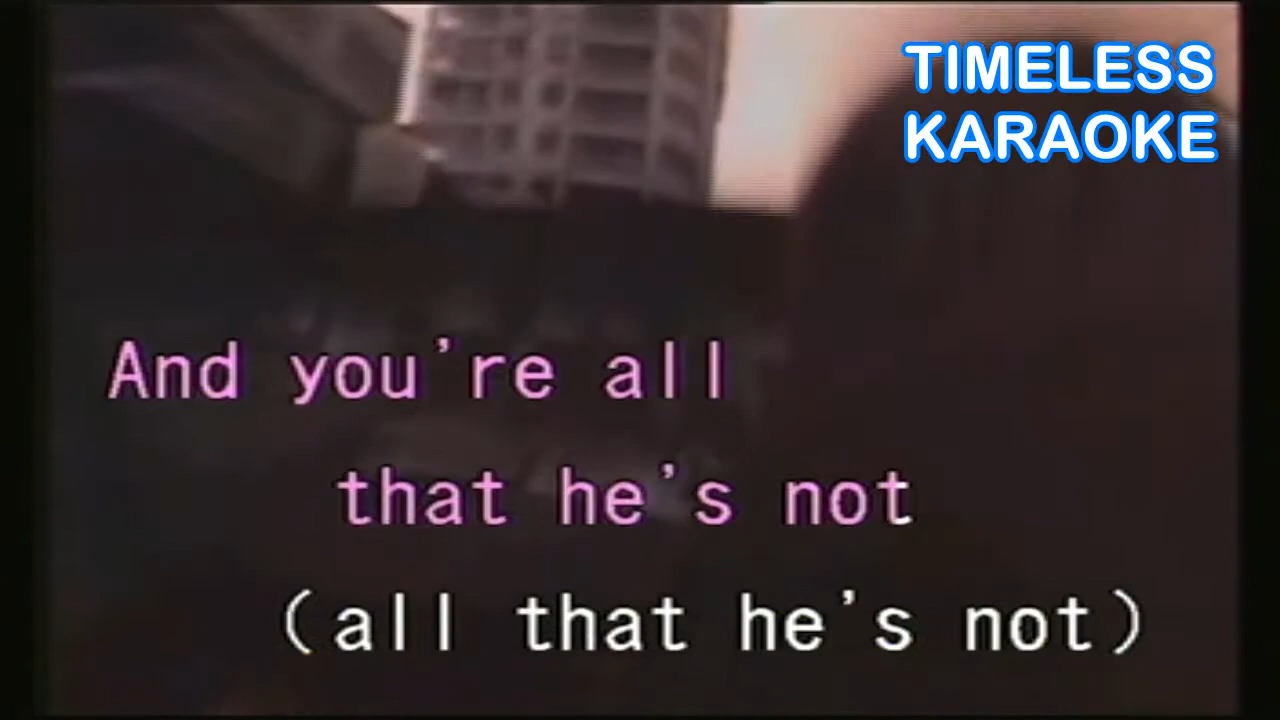 TIMELESS
KARAOKE
And you're all
that he's not
(all that he's not)